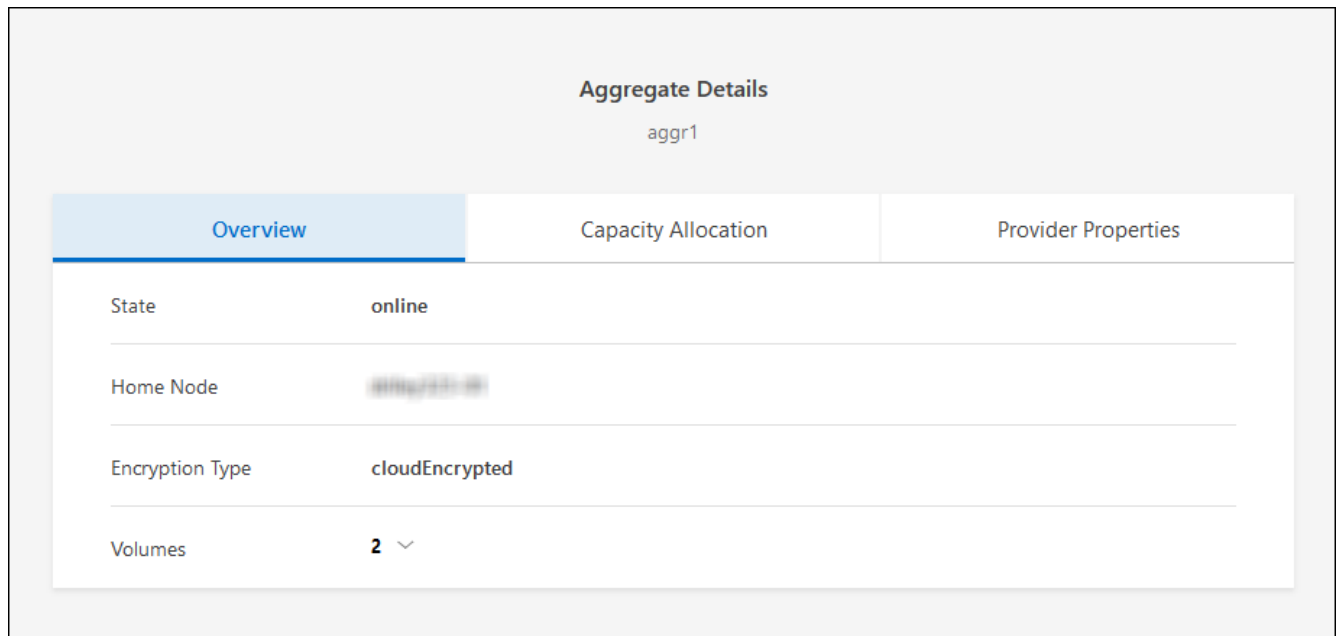 Aggregate Details
aggr1
Overview Capacity Allocation Provider Properties
State online
Home Node
Encryption Type cloudEncrypted
Volumes 2